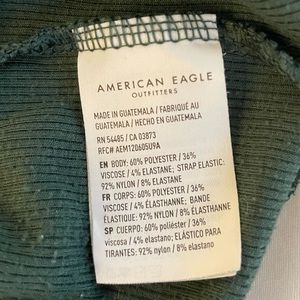 AMERICAN EAGLE
OUTFITTERS
MADE IN GUATEMALA / FABRIQUÉ AU
GUATEMALA / HECHO EN GUATEMALA
RN 54485 / CA 03873
RFC# AEM120605U9A
EN BODY: 60% POLYESTER / 36%
VISCOSE / 4% ELASTANE; STRAP ELASTIC:
92% NYLON / 8% ELASTANE
FR CORPS: 60% POLYESTER / 36%
VISCOSE / 4% ÉLASTHANNE; BANDE
ÉLASTIQUE: 92% NYLON / 8% ÉLASTHANNE
SP CUERPO: 60% poliéster / 36%
viscosa / 4% elastano; ELÁSTICO PARA
TIRANTES: 92% nylon / 8% elastano